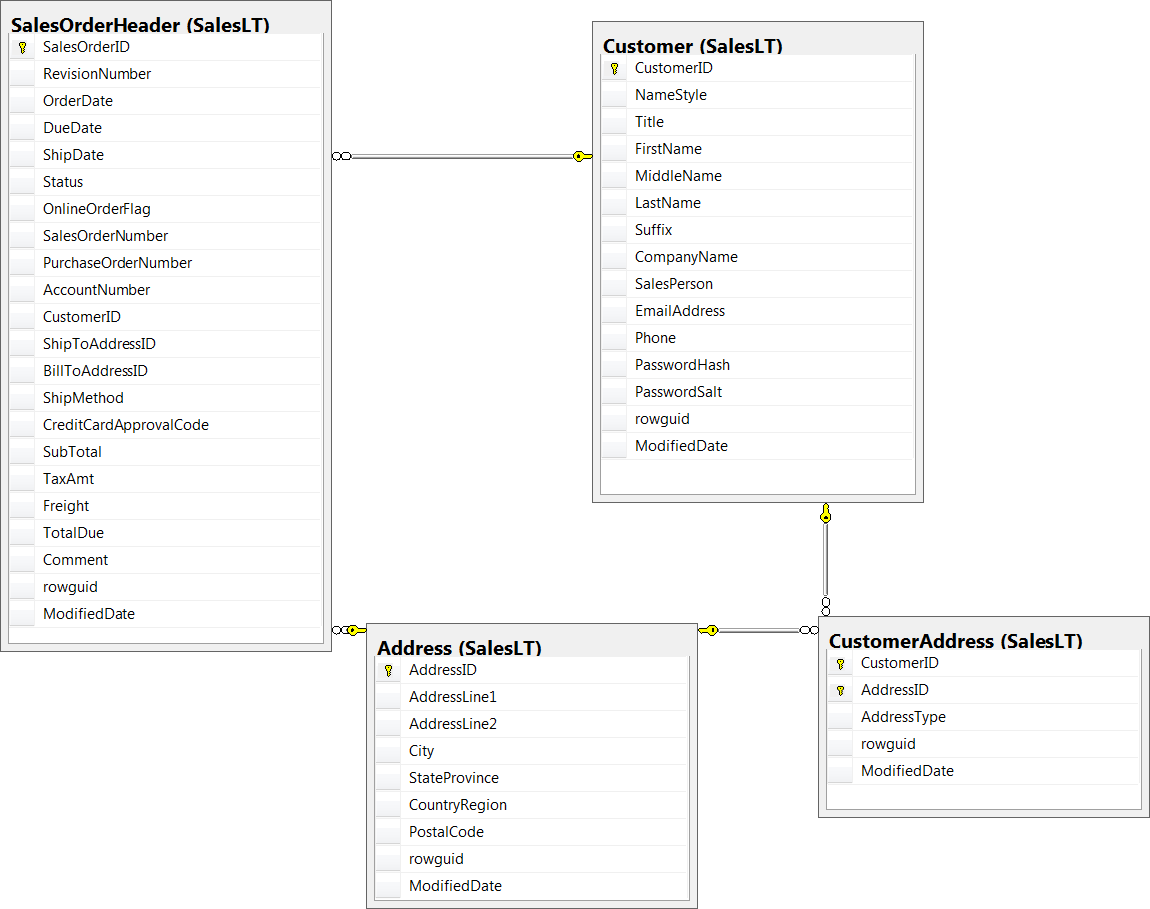 SalesOrderHeader (SalesLT)
SalesOrderID
RevisionNumber
OrderDate
DueDate
ShipDate
Status
OnlineOrderFlag
SalesOrderNumber
PurchaseOrderNumber
AccountNumber
CustomerID
ShipToAddressID
BillToAddressID
ShipMethod
CreditCardApprovalCode
SubTotal
TaxAmt
Freight
TotalDue
Comment
rowguid
ModifiedDate
Customer (SalesLT)
CustomerID
NameStyle
Title
FirstName
MiddleName
LastName
Suffix
CompanyName
SalesPerson
EmailAddress
Phone
PasswordHash
PasswordSalt
rowguid
ModifiedDate
Address (SalesLT)
AddressID
AddressLine1
AddressLine2
City
StateProvince
CountryRegion
PostalCode
rowguid
ModifiedDate
CustomerAddress (SalesLT)
CustomerID
AddressID
AddressType
rowguid
ModifiedDate